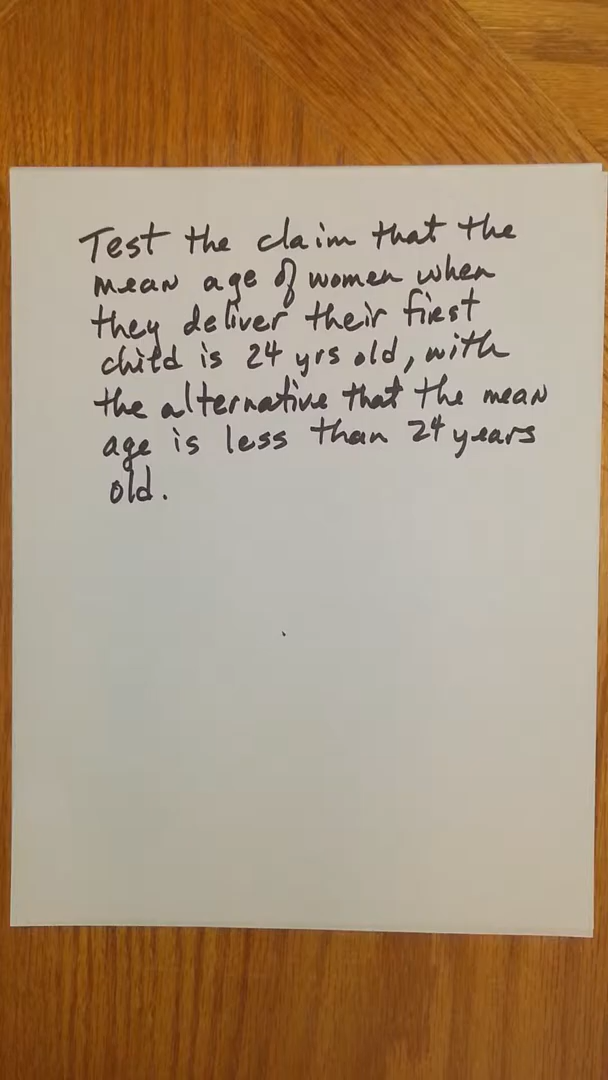 Test the claim that the
mean age of women when
they deliver their first
child is 24 yrs old, with
the alternative that the mean
age is less than 24 years
old.